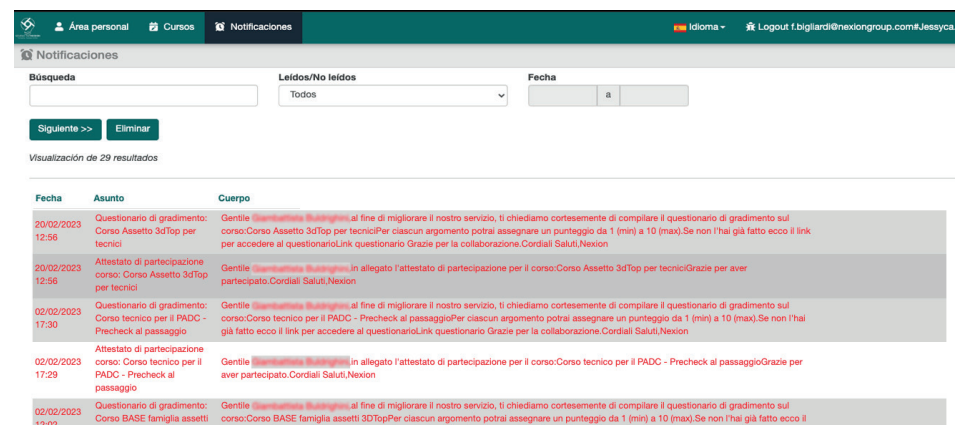 Área personal Cursos Notificaciones Idioma Logout f.bigliardi@nexiongroup.com#Jessyca
Notificaciones
Búsqueda Leídos/No leídos Fecha
Todos a
Siguiente >> Eliminar
Visualización de 29 resultados
Fecha Asunto Cuerpo
20/02/2023
12:56
Questionario di gradimento:
Corso Assetto 3dTop per
tecnici
Gentile ,al fine di migliorare il nostro servizio, ti chiediamo cortesemente di compilare il questionario di gradimento sul
corso:Corso Assetto 3dTop per tecniciPer ciascun argomento potrai assegnare un punteggio da 1 (min) a 10 (max).Se non l'hai già fatto ecco il link
per accedere al questionarioLink questionario Grazie per la collaborazione.Cordiali Saluti,Nexion
20/02/2023
12:56
Attestato di partecipazione
corso: Corso Assetto 3dTop
per tecnici
Gentile ,in allegato l'attestato di partecipazione per il corso:Corso Assetto 3dTop per tecniciGrazie per aver
partecipato.Cordiali Saluti,Nexion
02/02/2023
17:30
Questionario di gradimento:
Corso tecnico per il PADC -
Precheck al passaggio
Gentile ,al fine di migliorare il nostro servizio, ti chiediamo cortesemente di compilare il questionario di gradimento sul
corso:Corso tecnico per il PADC - Precheck al passaggioPer ciascun argomento potrai assegnare un punteggio da 1 (min) a 10 (max).Se non l'hai
già fatto ecco il link per accedere al questionarioLink questionario Grazie per la collaborazione.Cordiali Saluti,Nexion
02/02/2023
17:29
Attestato di partecipazione
corso: Corso tecnico per il
PADC - Precheck al
passaggio
Gentile ,in allegato l'attestato di partecipazione per il corso:Corso tecnico per il PADC - Precheck al passaggioGrazie per
aver partecipato.Cordiali Saluti,Nexion
02/02/2023
12:02
Questionario di gradimento:
Corso BASE famiglia assetti
Gentile ,al fine di migliorare il nostro servizio, ti chiediamo cortesemente di compilare il questionario di gradimento sul
corso:Corso BASE famiglia assetti 3DTopPer ciascun argomento potrai assegnare un punteggio da 1 (min) a 10 (max).Se non l'hai già fatto ecco il